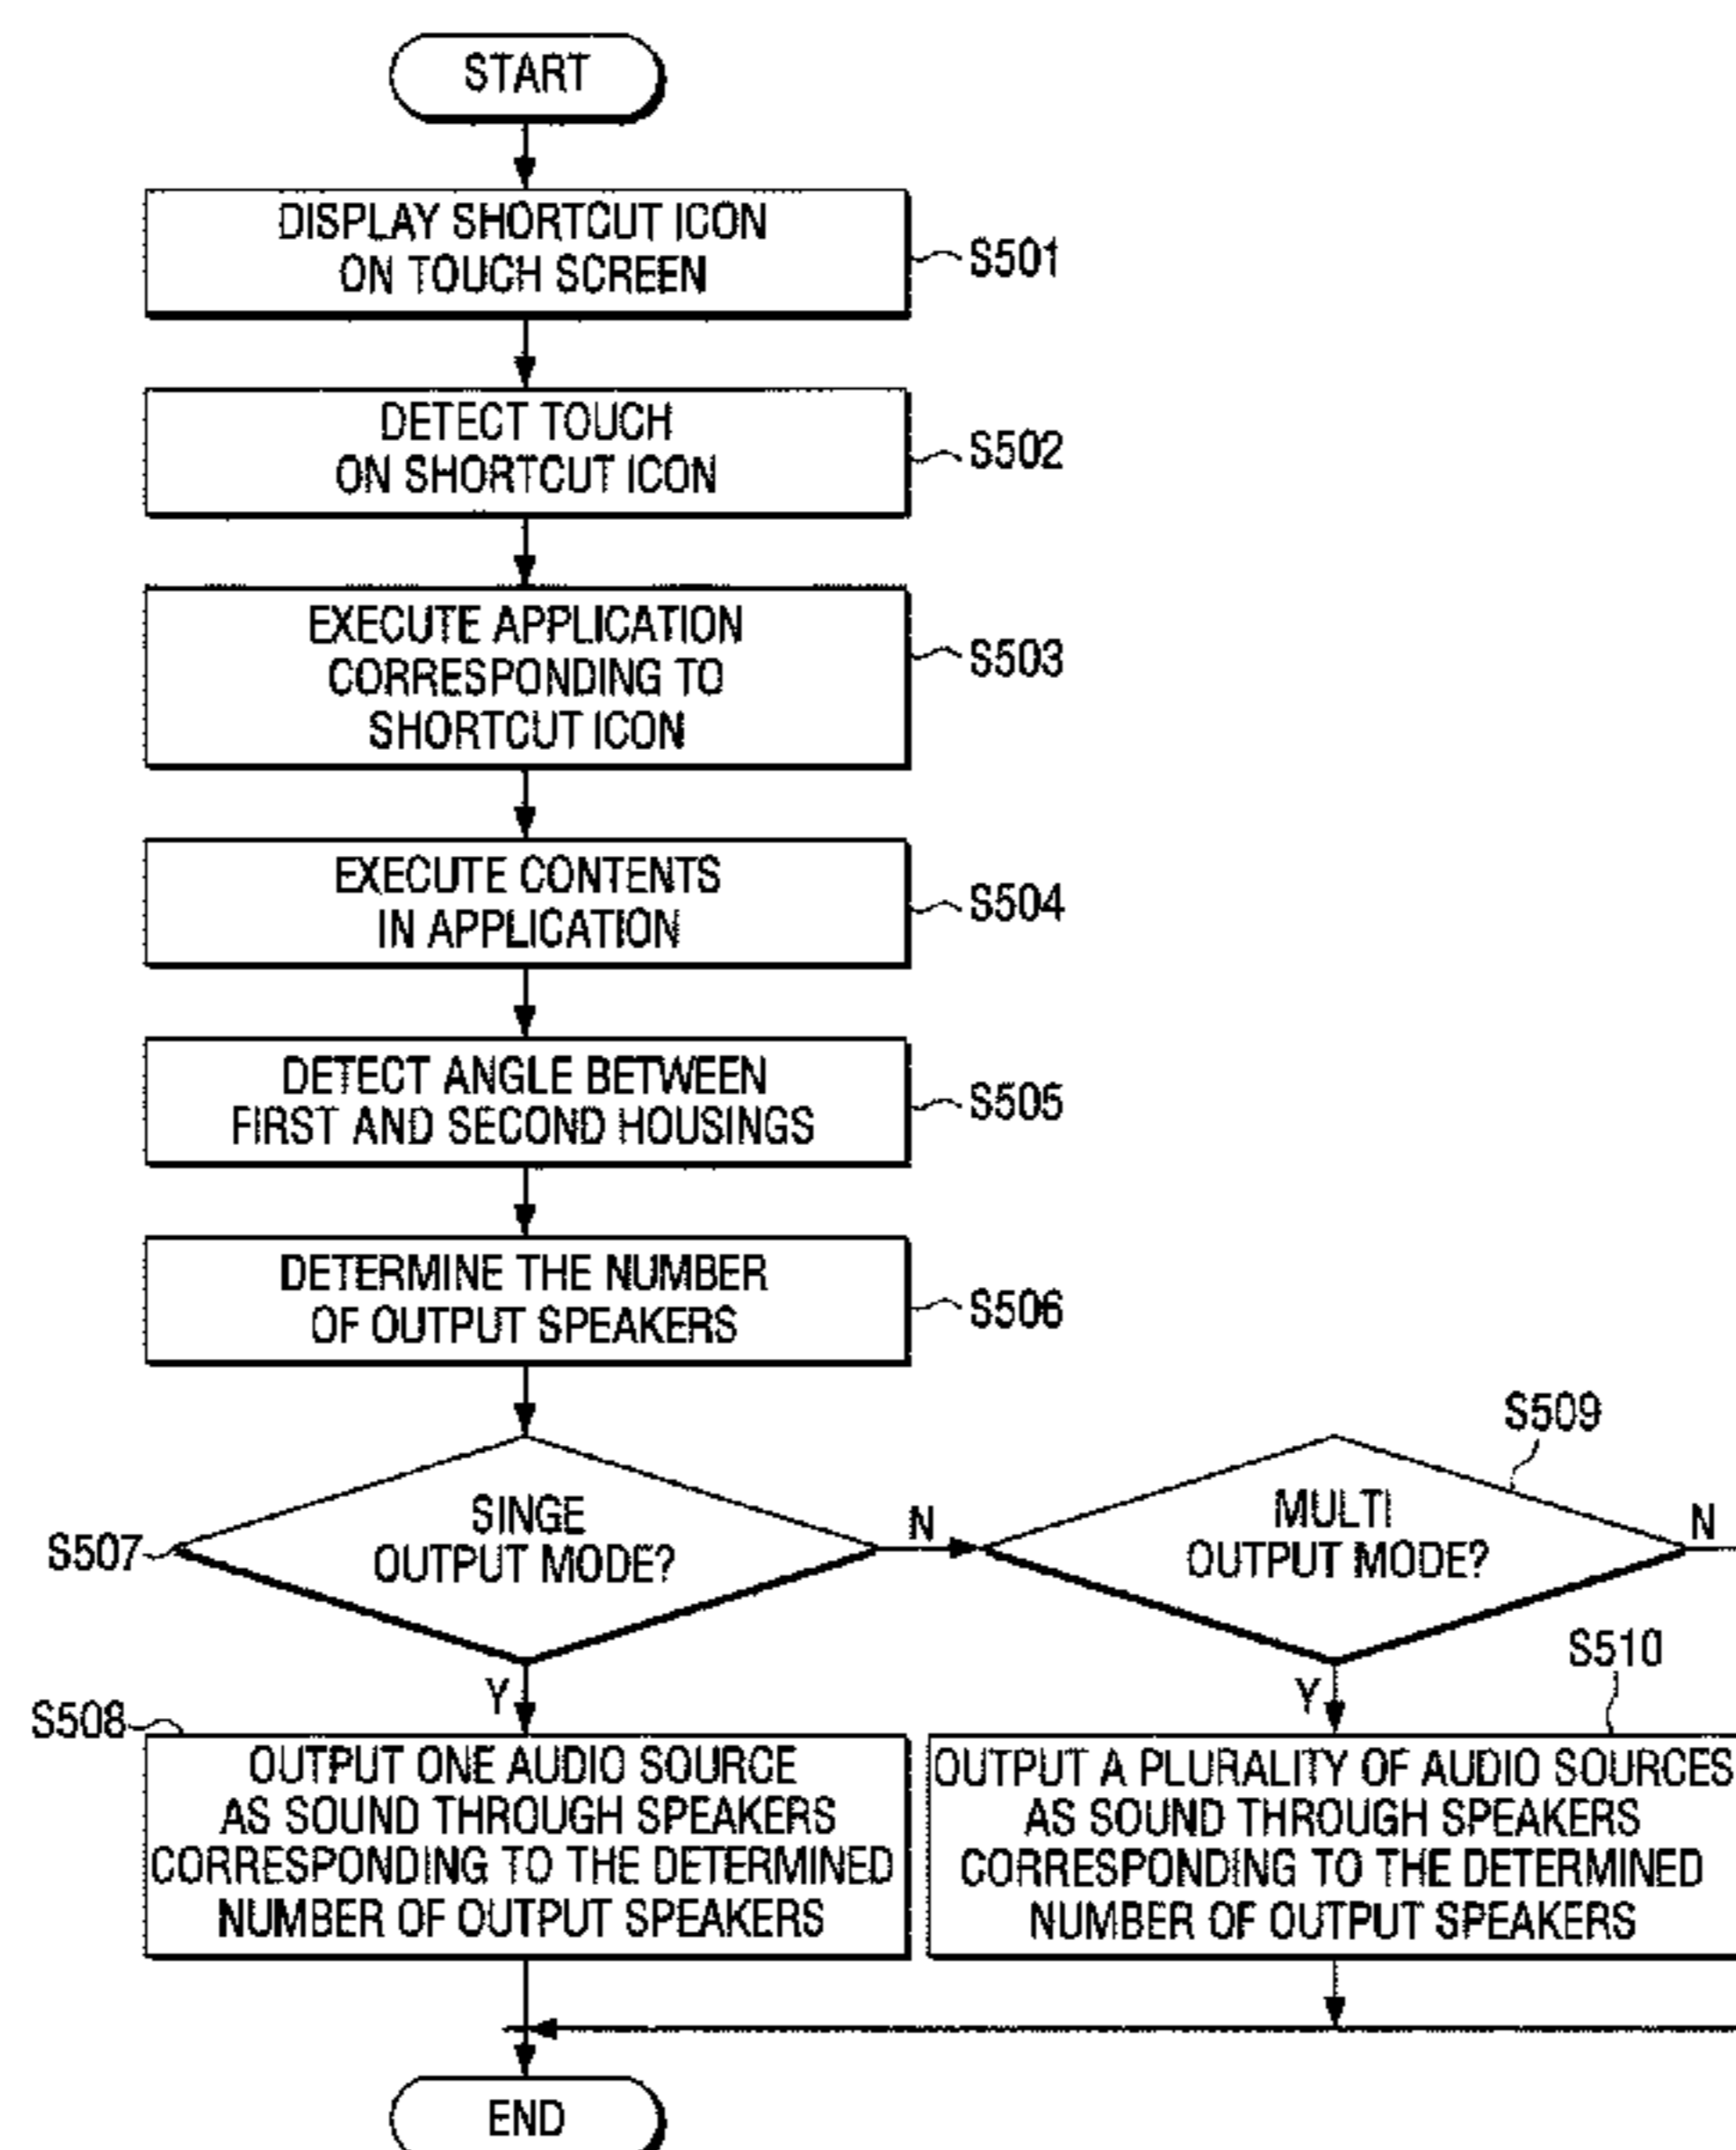 START
DISPLAY SHORTCUT ICON
ON TOUCH SCREEN
S501
DETECT TOUCH
ON SHORTCUT ICON
S502
EXECUTE APPLICATION
CORRESPONDING TO
SHORTCUT ICON
S503
EXECUTE CONTENTS
IN APPLICATION
S504
DETECT ANGLE BETWEEN
FIRST AND SECOND HOUSINGS
S505
DETERMINE THE NUMBER
OF OUTPUT SPEAKERS
S506
S507
SINGE
OUTPUT MODE?
N
Y
S509
MULTI
OUTPUT MODE?
N
Y
S508
OUTPUT ONE AUDIO SOURCE
AS SOUND THROUGH SPEAKERS
CORRESPONDING TO THE DETERMINED
NUMBER OF OUTPUT SPEAKERS
S510
OUTPUT A PLURALITY OF AUDIO SOURCES
AS SOUND THROUGH SPEAKERS
CORRESPONDING TO THE DETERMINED
NUMBER OF OUTPUT SPEAKERS
END